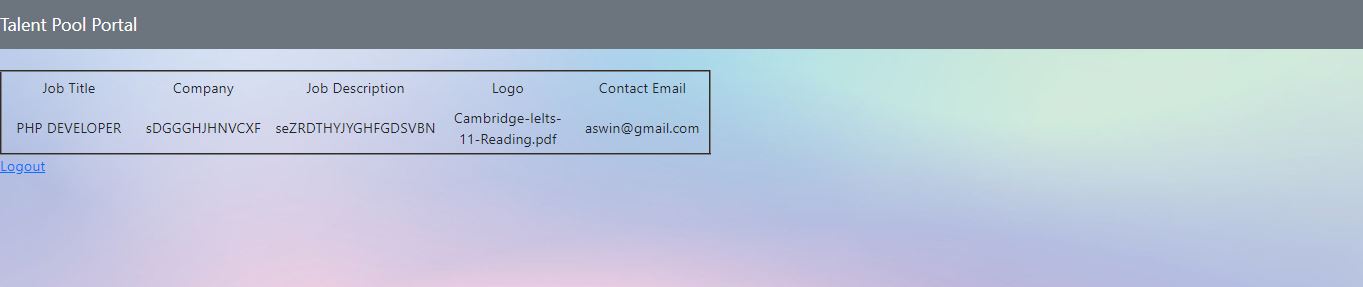 Talent Pool Portal
Job Title Company Job Description Logo Contact Email
PHP DEVELOPER sDGGGHJHNVCXF seZRDTHYJYGHFGDSVBN Cambridge-Ielts-
11-Reading.pdf aswin@gmail.com
Logout